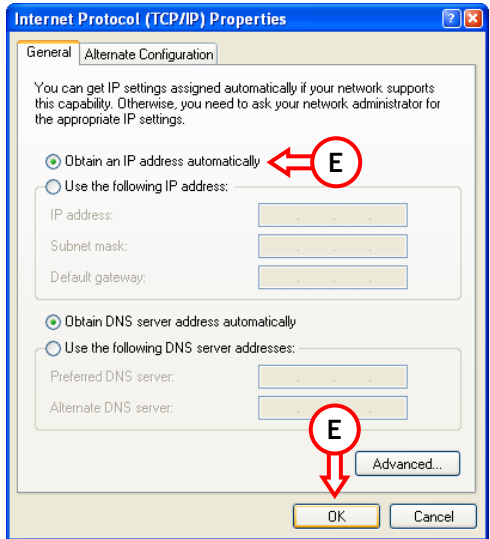 Internet Protocol (TCP/IP) Properties
General
Alternate Configuration
You can get IP settings assigned automatically if your network supports
this capability. Otherwise, you need to ask your network administrator for
the appropriate IP settings.
Obtain an IP address automatically
E
Use the following IP address:
IP address:
Subnet mask:
Default gateway:
Obtain DNS server address automatically
Use the following DNS server addresses:
Preferred DNS server:
Alternate DNS server:
E
Advanced...
OK
Cancel